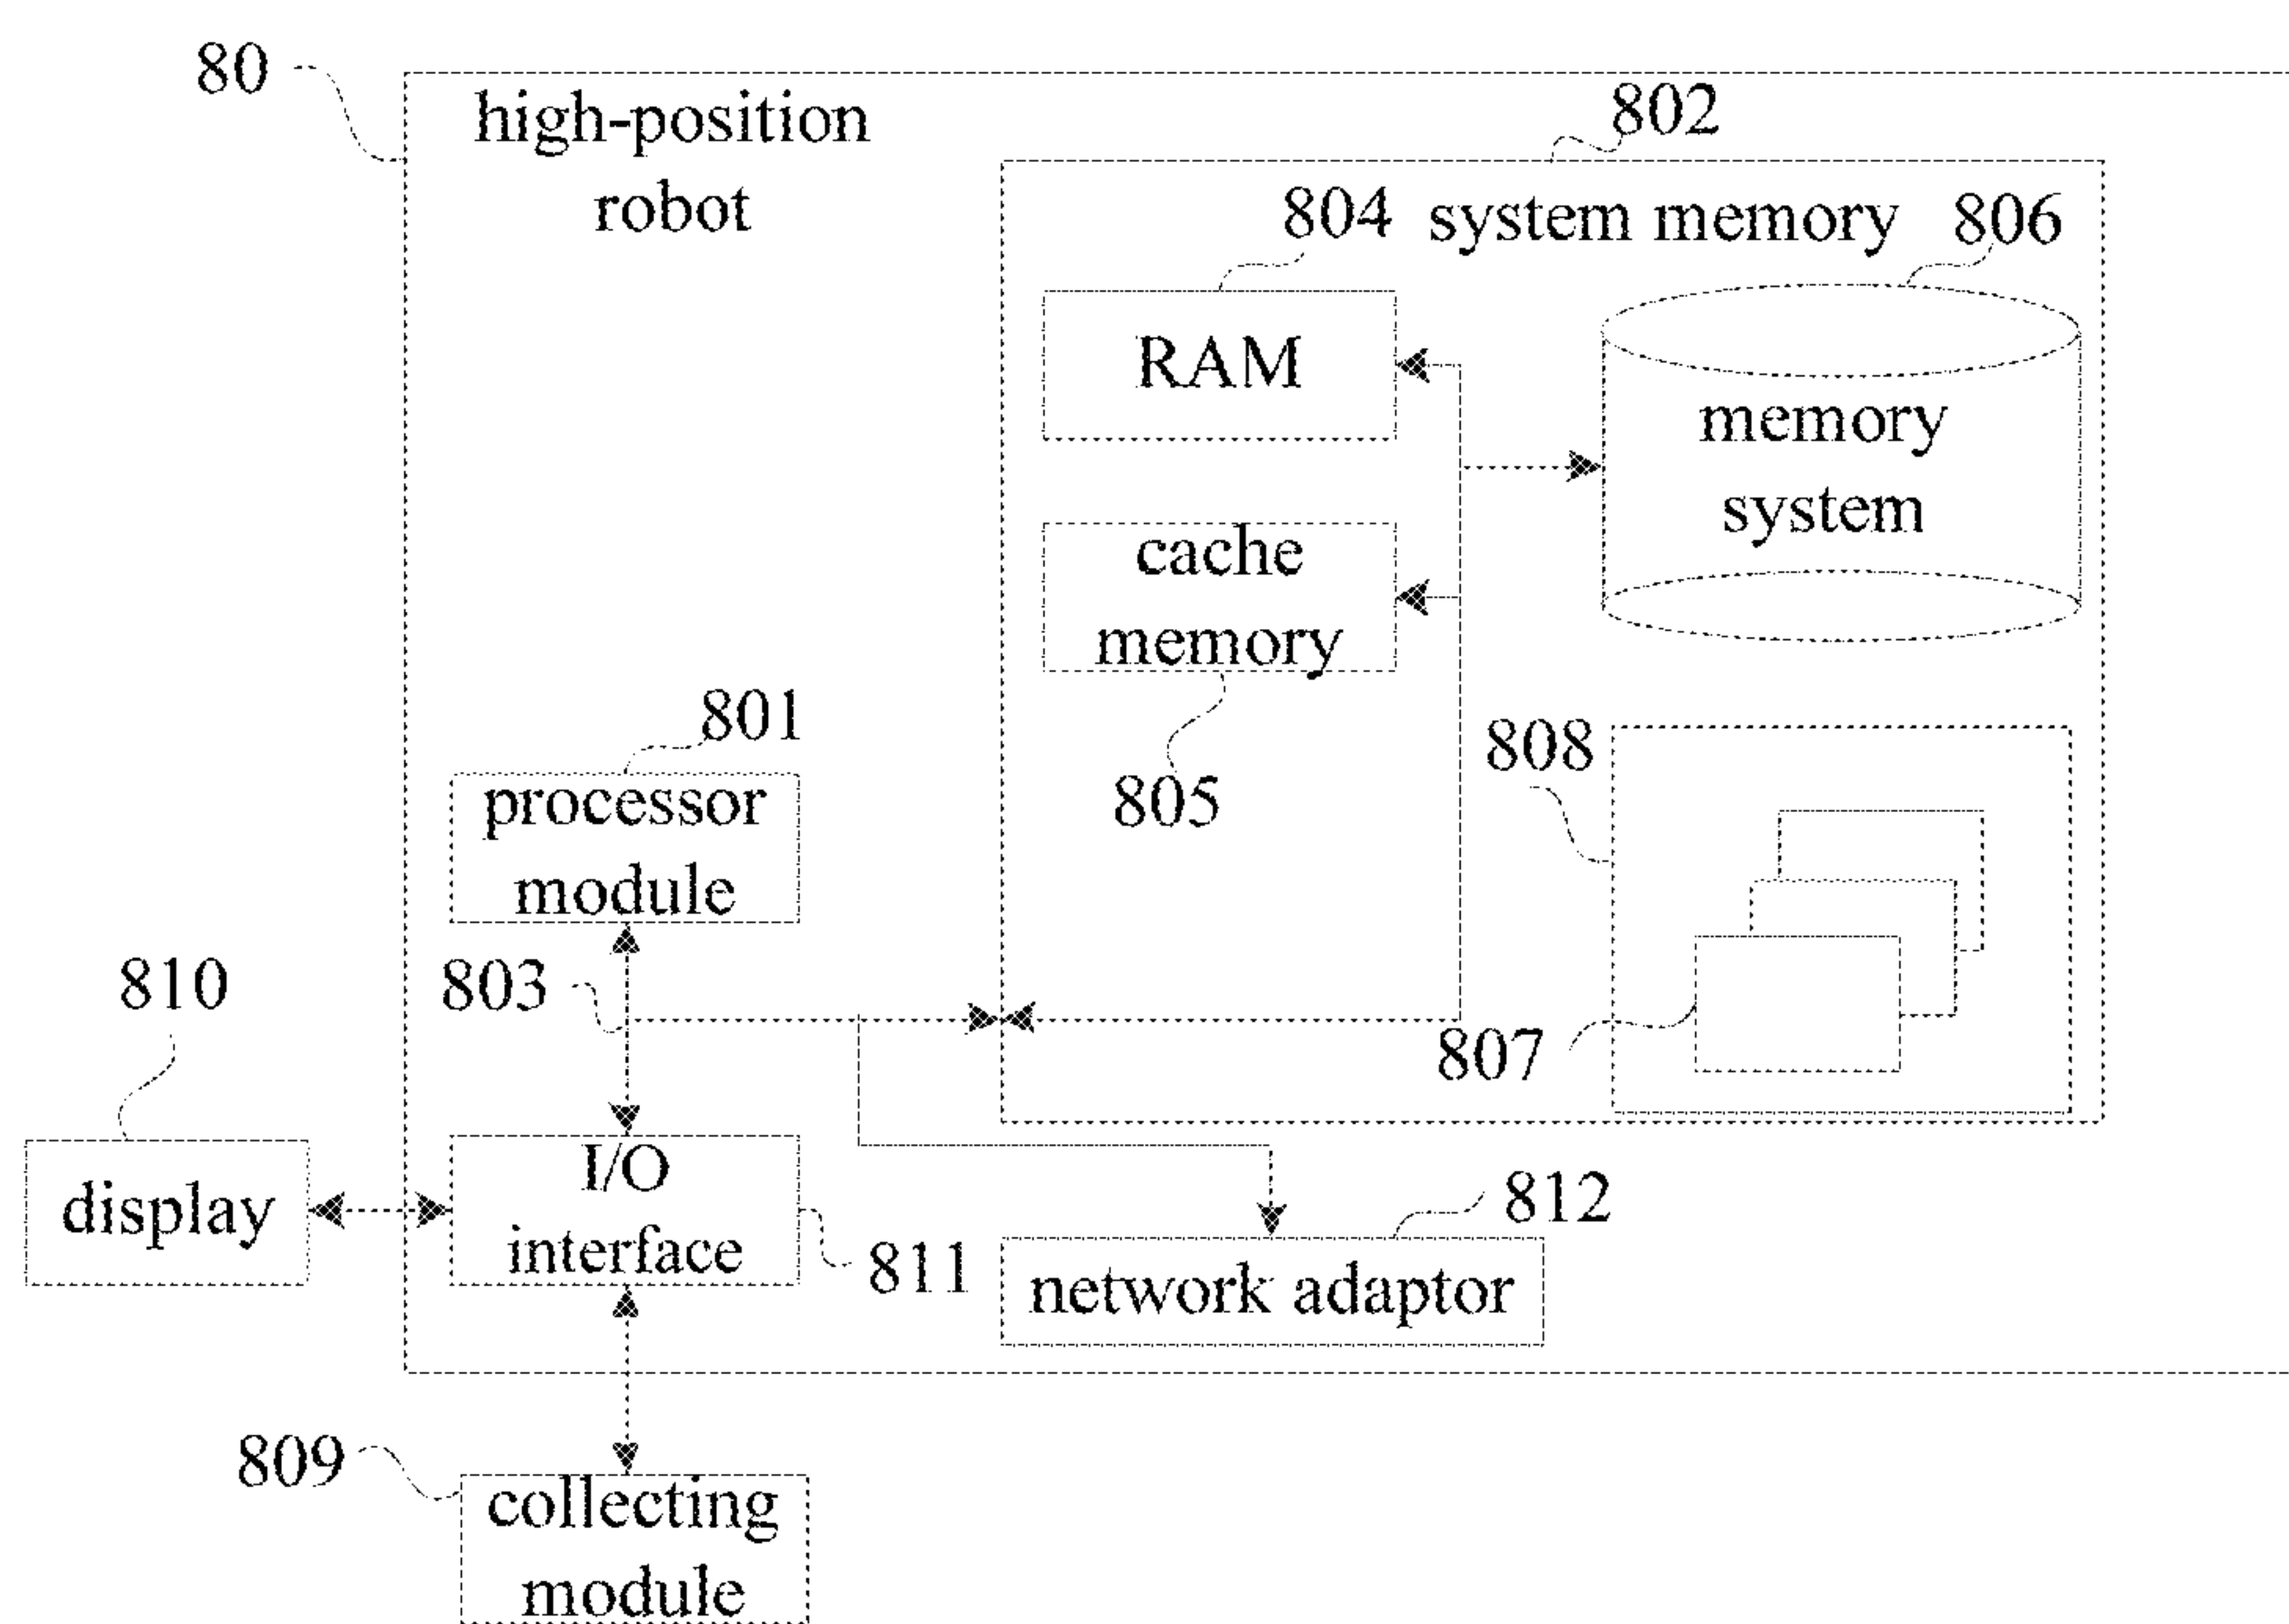 80
high-position
robot
802
804
system memory
806
RAM
memory
system
cache
memory
805
801
processor
module
808
803
807
810
display
I/O
interface
811
812
network adaptor
809
collecting
module